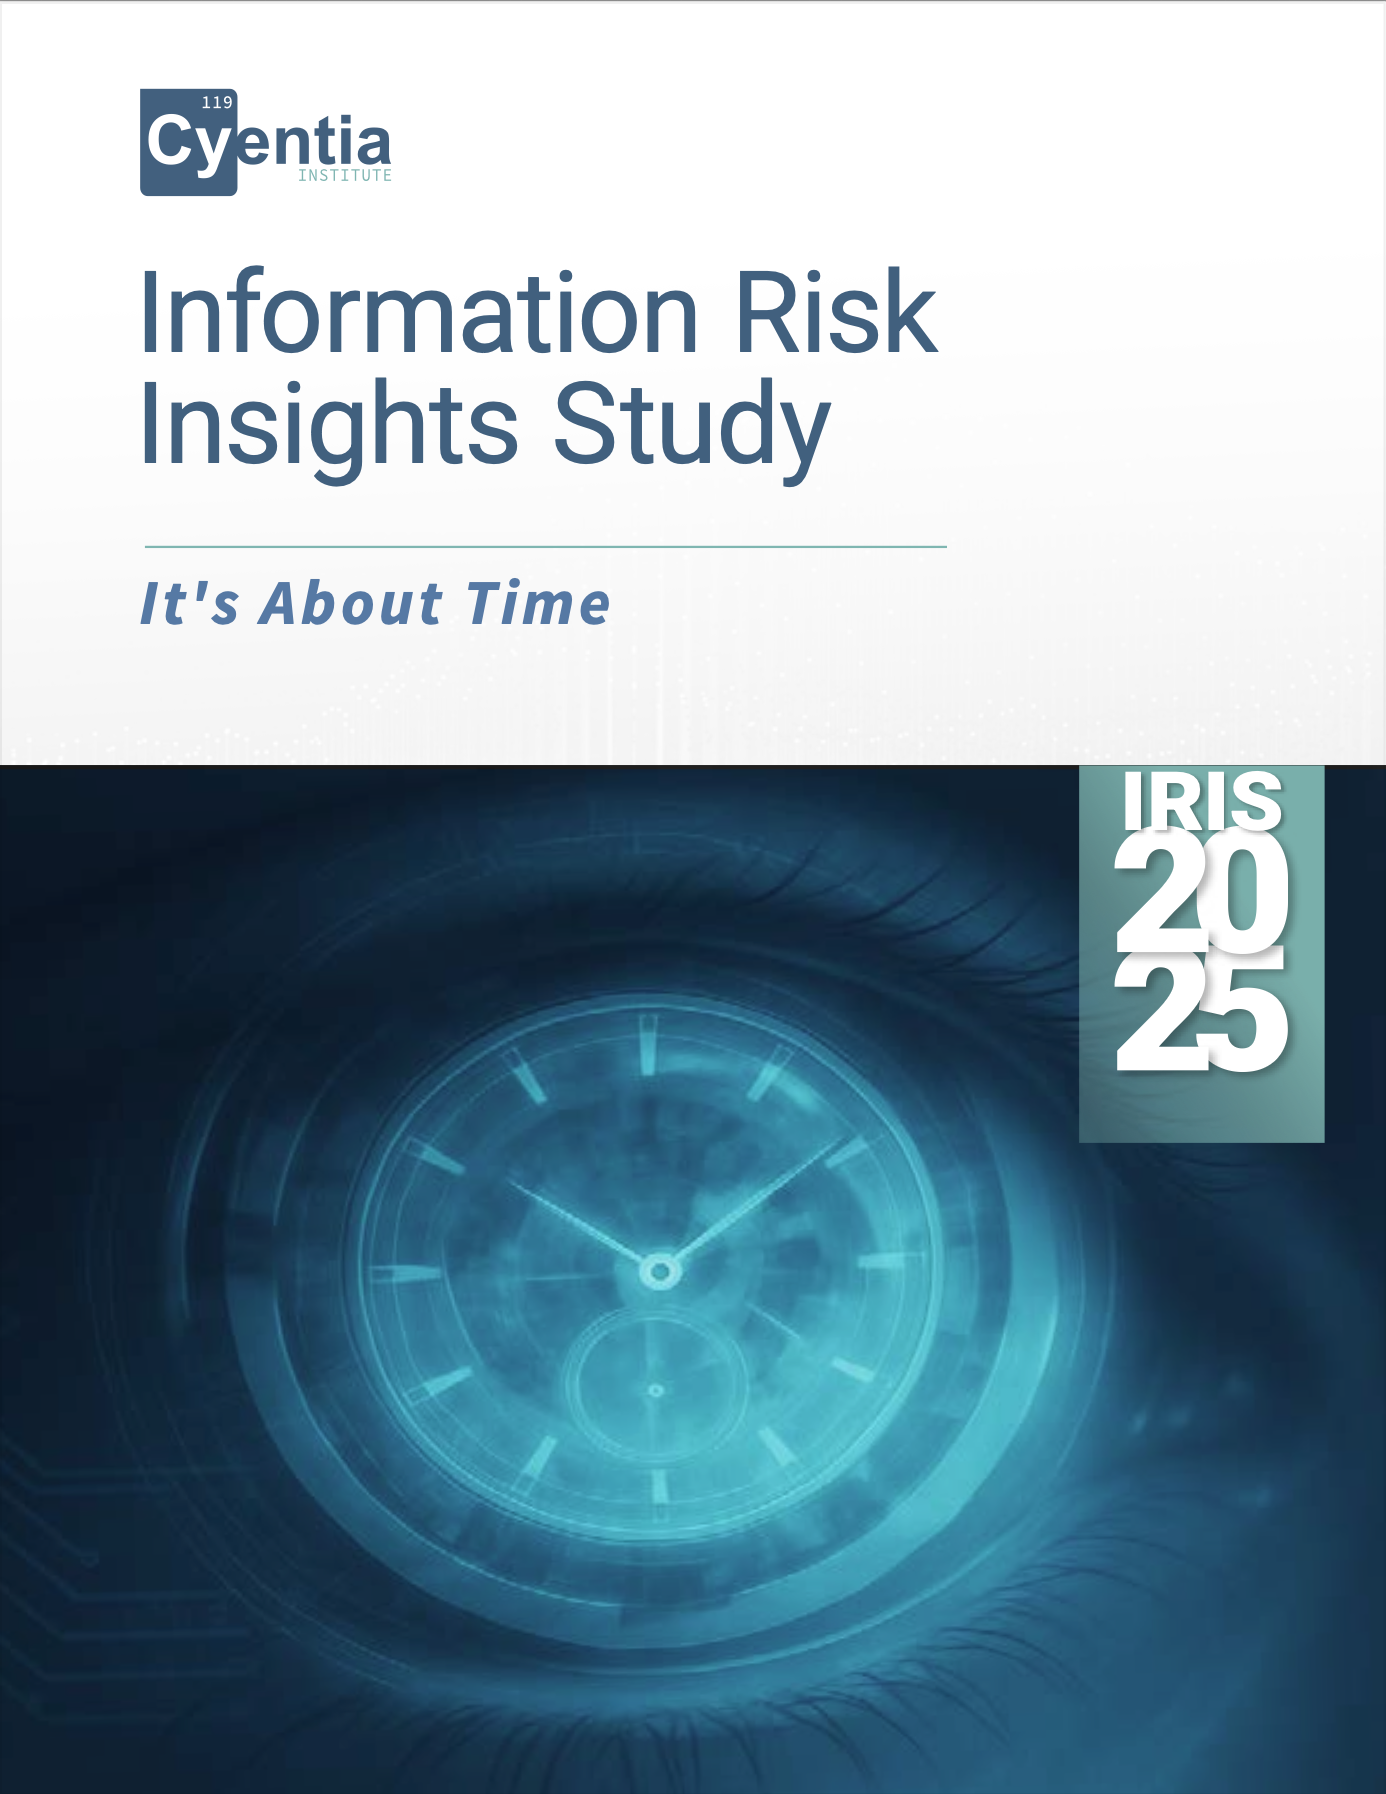 119
Cyentia
INSTITUTE
Information Risk
Insights Study
It's About Time
IRIS
20
25